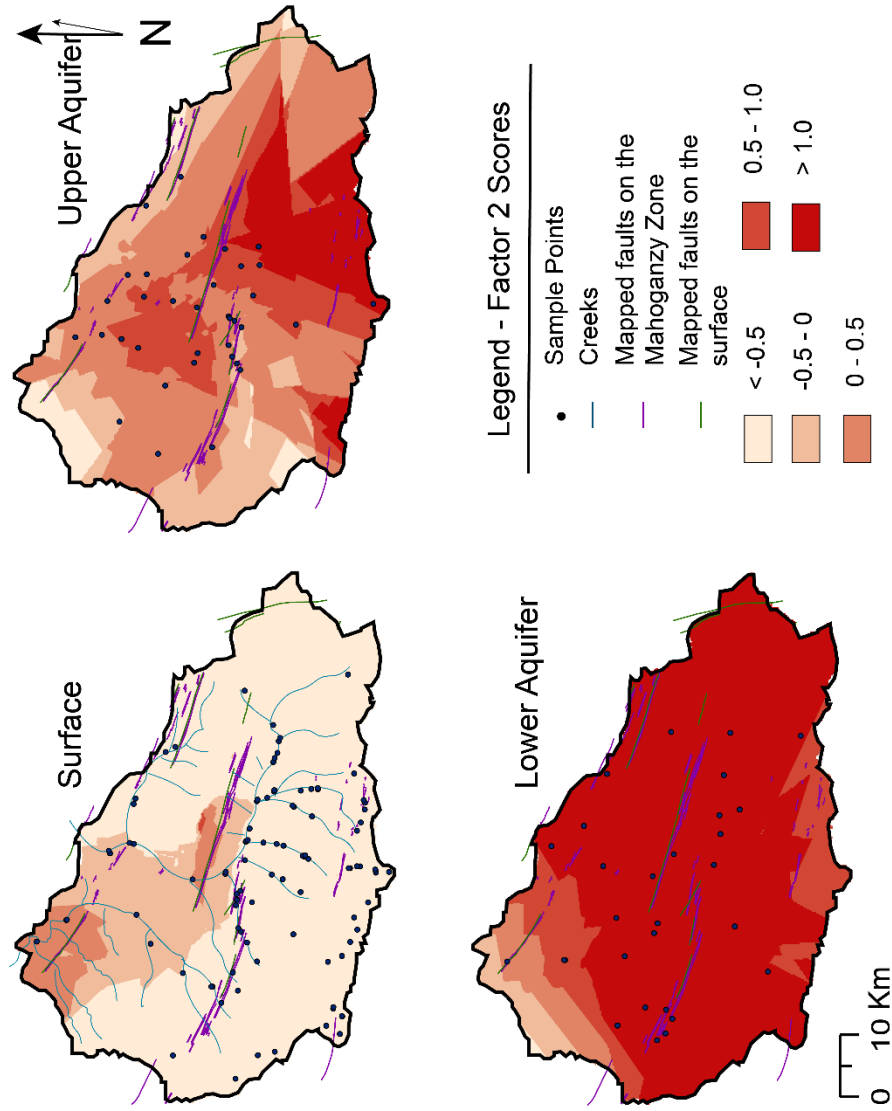 Surface
Upper Aquifer
N
Lower Aquifer
0 10 Km
Legend - Factor 2 Scores
Sample Points
Creeks
Mapped faults on the
Mahoganzy Zone
Mapped faults on the
surface
< -0.5
-0.5 - 0
0 - 0.5
0.5 - 1.0
> 1.0